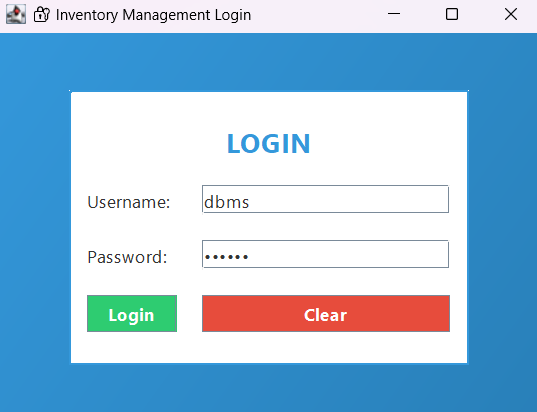 Inventory Management Login
LOGIN
Username: dbms
Password: ••••••
Login Clear